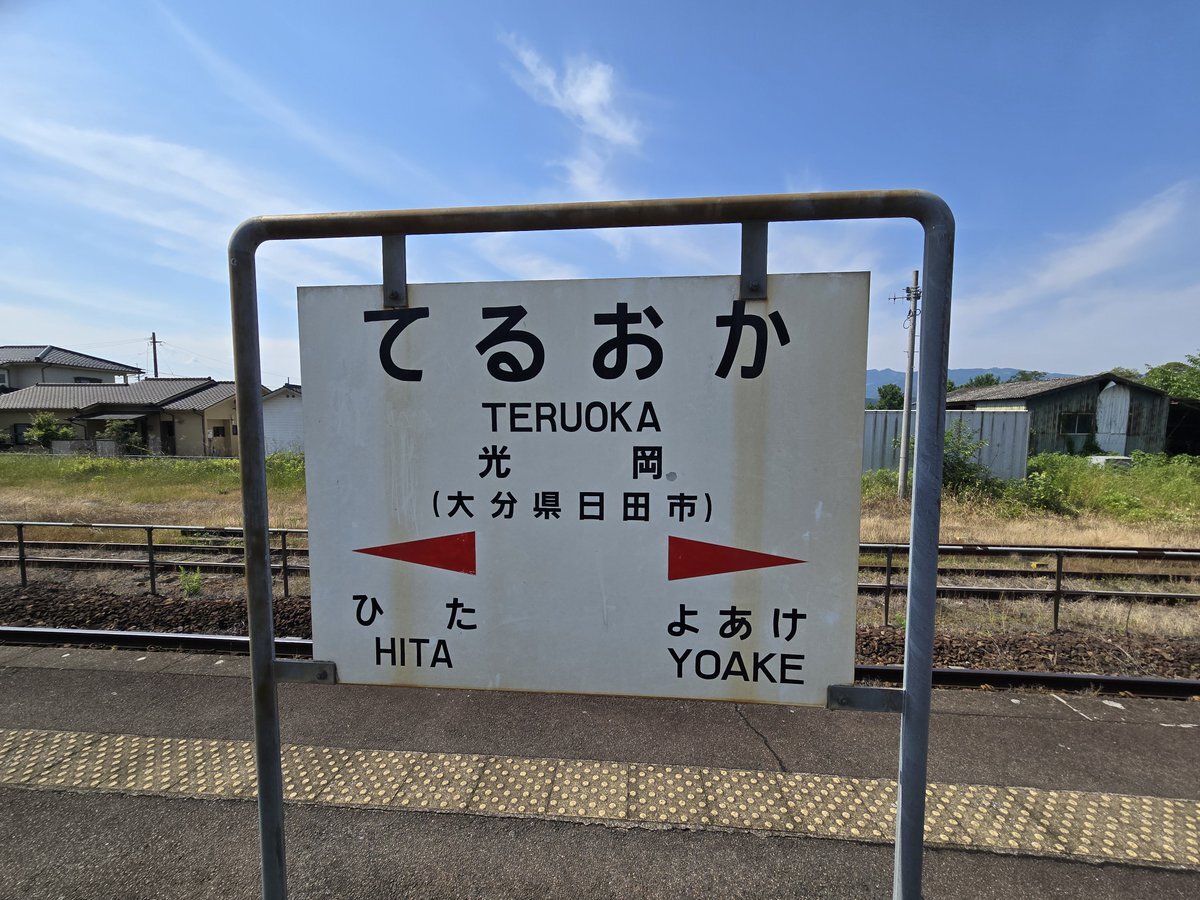 てるおか
TERUOKA
光岡
(大分県日田市)
ひた よあけ
HITA YOAKE